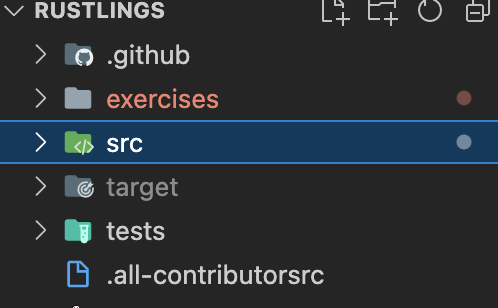 RUSTLINGS
.github
exercises
src
target
tests
.all-contributorsrc